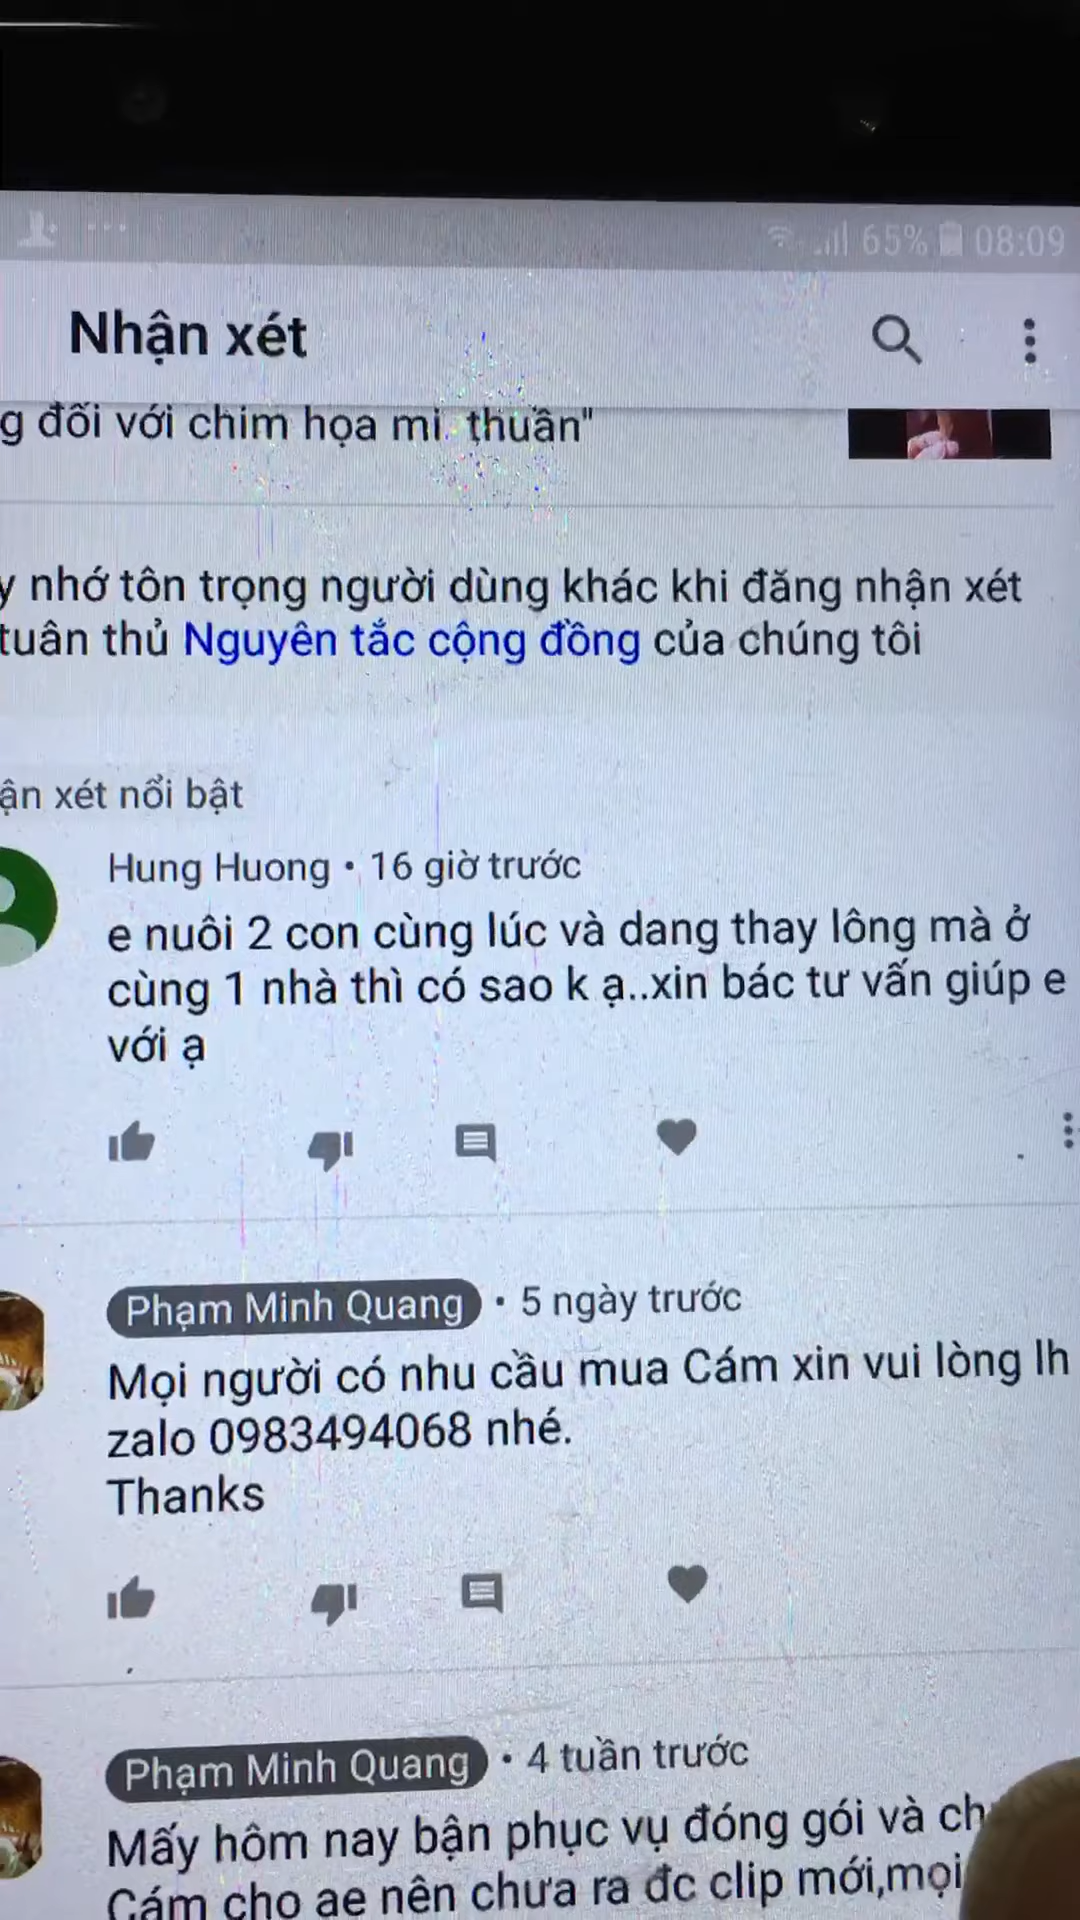 65% 08:09
Nhận xét
g đối với chim họa mi thuần"
y nhớ tôn trọng người dùng khác khi đăng nhận xét
tuân thủ Nguyên tắc cộng đồng của chúng tôi
ận xét nổi bật
Hung Huong • 16 giờ trước
e nuôi 2 con cùng lúc và dang thay lông mà ở
cùng 1 nhà thì có sao k ạ..xin bác tư vấn giúp e
với ạ
Phạm Minh Quang • 5 ngày trước
Mọi người có nhu cầu mua Cám xin vui lòng lh
zalo 0983494068 nhé.
Thanks
Phạm Minh Quang • 4 tuần trước
Mấy hôm nay bận phục vụ đóng gói và
Cám cho ae nên chưa ra đc clip mới,mọi